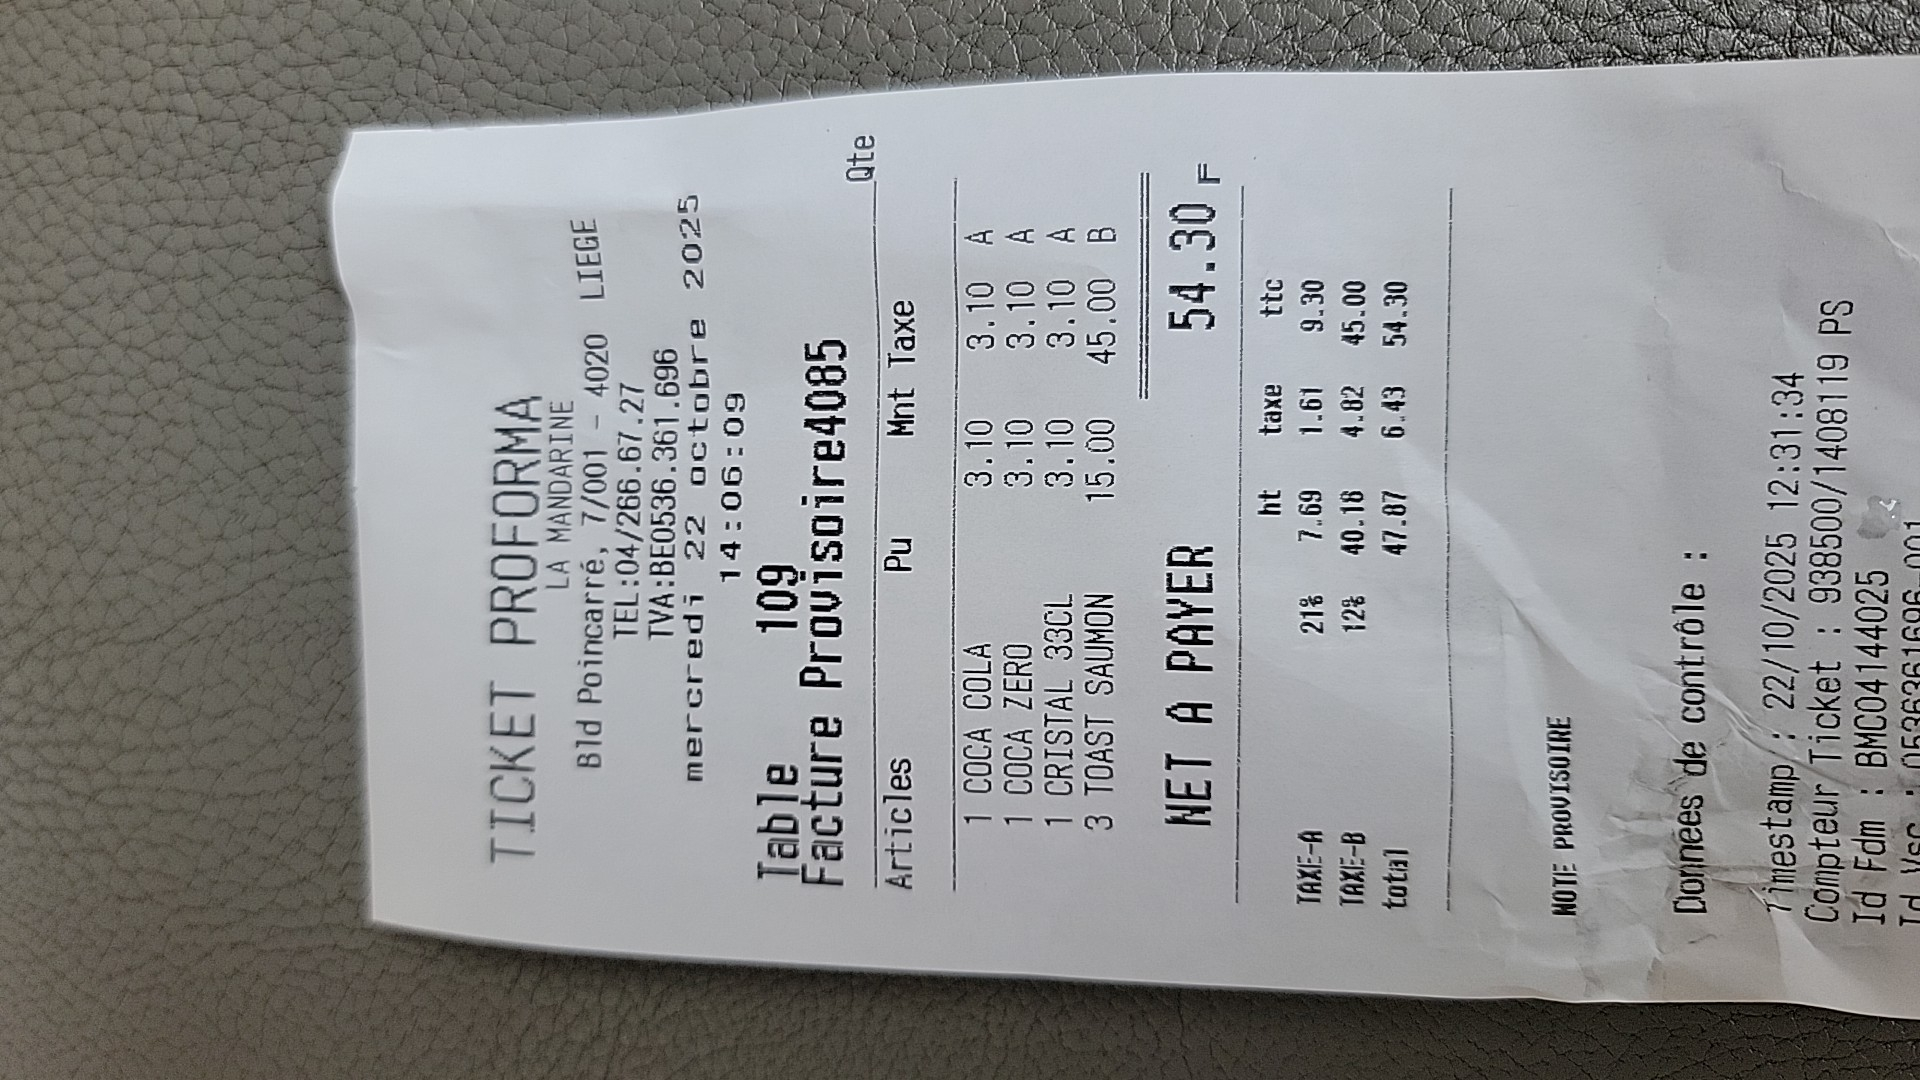 TICKET PROFORMA
LA MANDARINE
Bld Poincarré, 7/001 - 4020 LIEGE
TEL:04/266.67.27
TVA:BE0536.361.696
mercredi 22 octobre 2025
14:06:09
Table 109
Facture Provisoire4085
Qte
Articles Pu Mnt Taxe
1 COCA COLA 3.10 3.10 A
1 COCA ZERO 3.10 3.10 A
1 CRISTAL 33CL 3.10 3.10 A
3 TOAST SAUMON 15.00 45.00 B
NET A PAYER 54.30 F
ht taxe ttc
TAXE-A 21% 7.69 1.61 9.30
TAXE-B 12% 40.18 4.82 45.00
total 47.87 6.43 54.30
NOTE PROVISOIRE
Données de contrôle :
Timestamp : 22/10/2025 12:31:34
Compteur Ticket : 938500/1408119 PS
Id Fdm : BMC04144025
Id Vsc : 0536361696 001